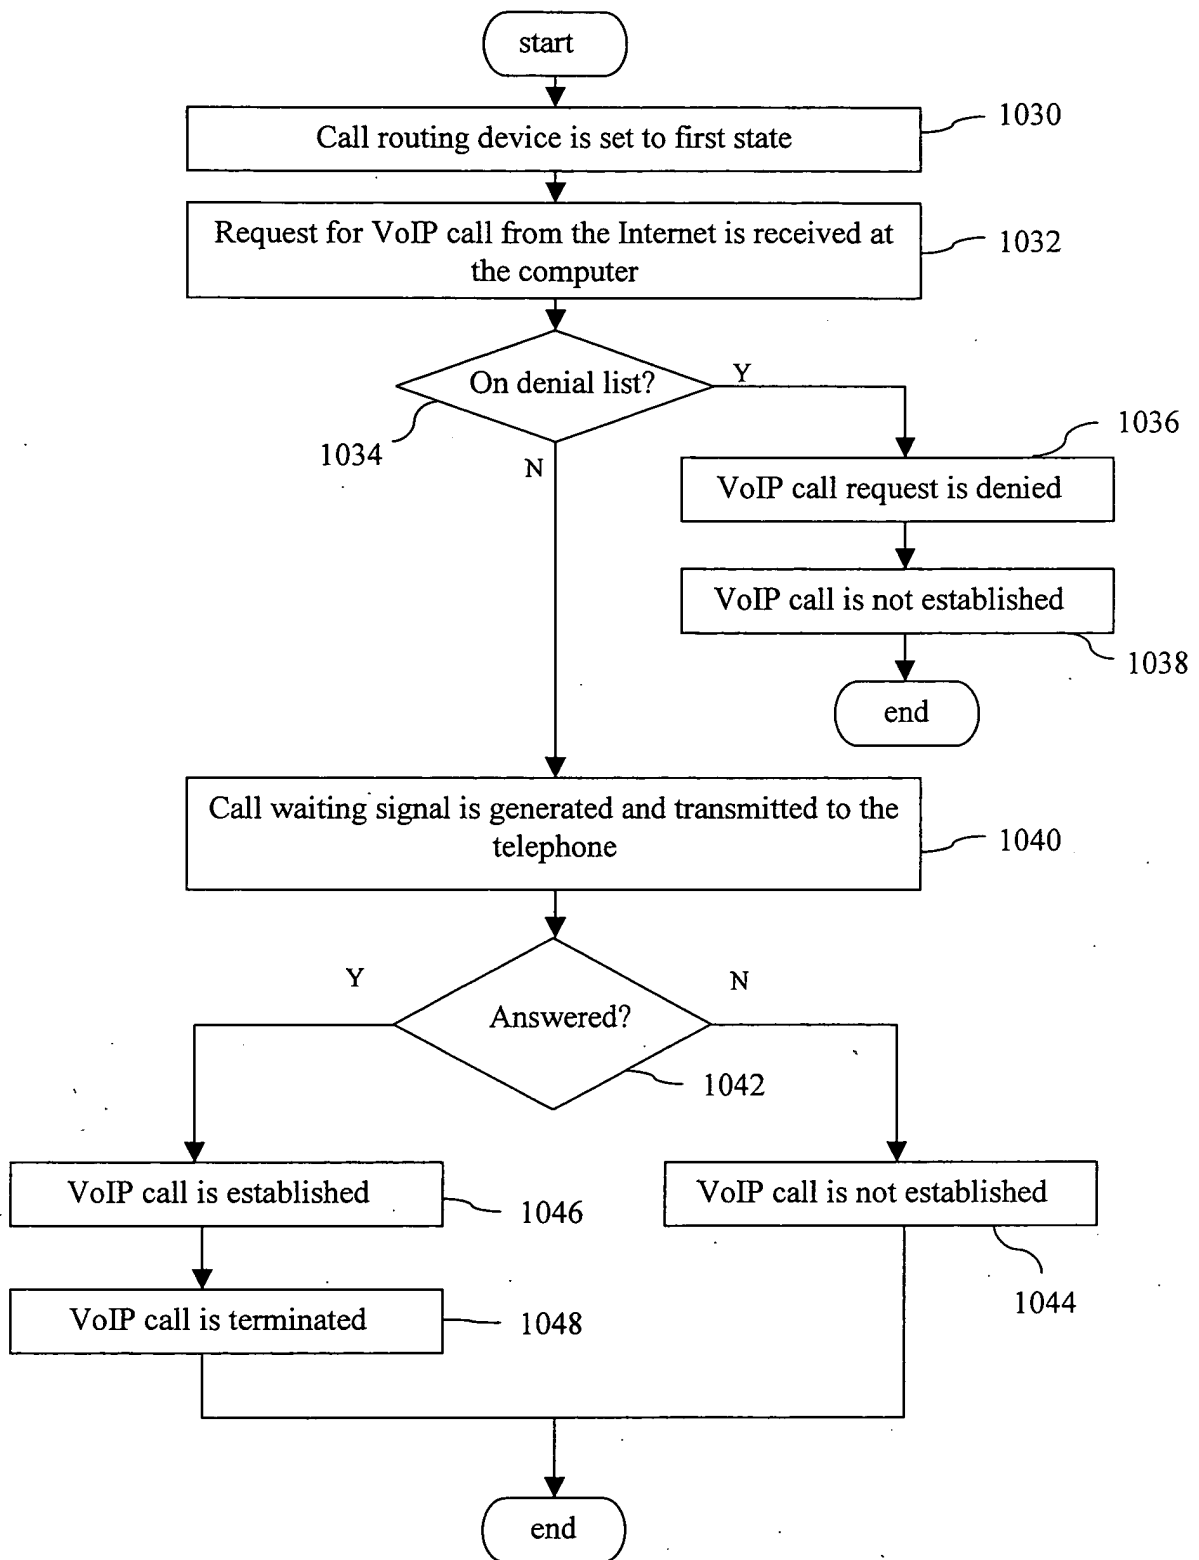 start
Call routing device is set to first state
1030
Request for VoIP call from the Internet is received at
the computer
1032
On denial list?
Y
1034
N
1036
VoIP call request is denied
VoIP call is not established
1038
end
Call waiting signal is generated and transmitted to the
telephone
1040
Y
N
Answered?
1042
VoIP call is established
1046
VoIP call is not established
1044
VoIP call is terminated
1048
end